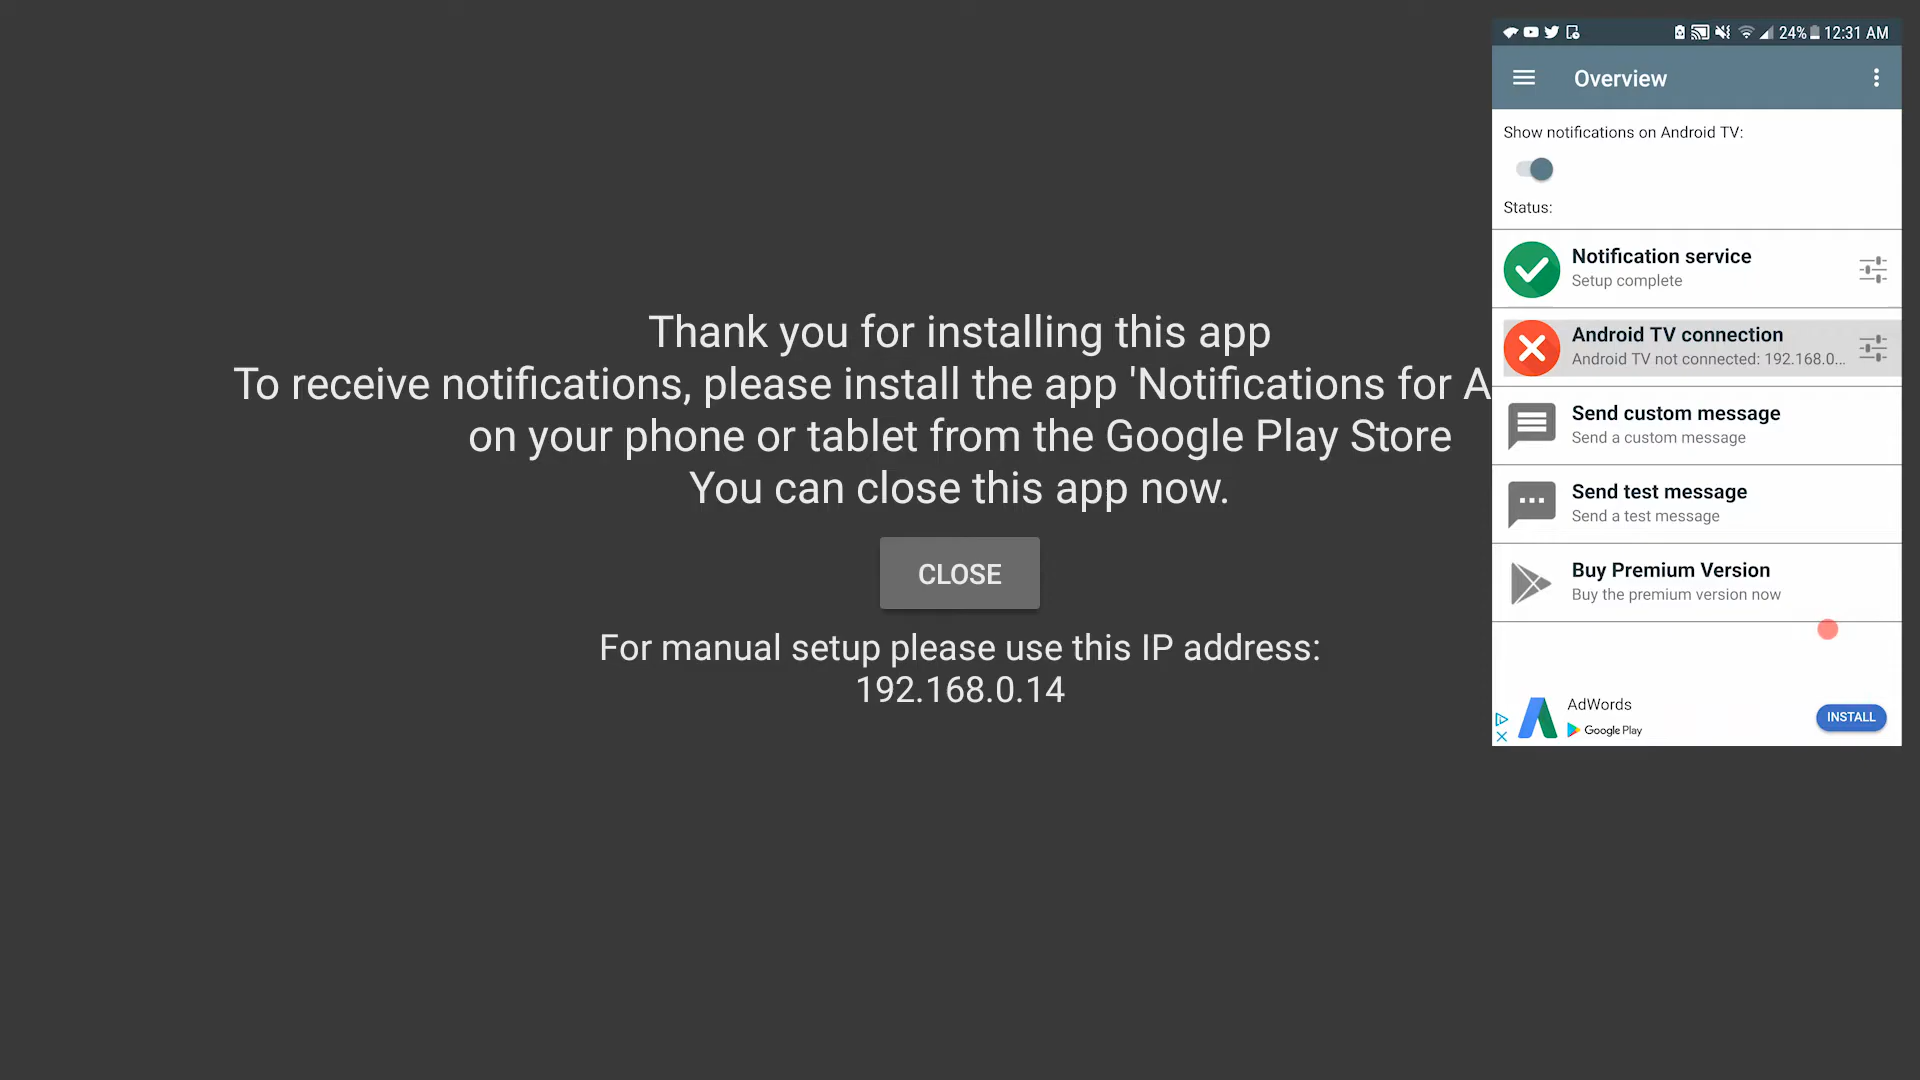 Thank you for installing this app
To receive notifications, please install the app 'Notifications for A
on your phone or tablet from the Google Play Store
You can close this app now.
CLOSE
For manual setup please use this IP address:
192.168.0.14
24% 12:31 AM
Overview
Show notifications on Android TV:
Status:
Notification service
Setup complete
Android TV connection
Android TV not connected: 192.168.0...
Send custom message
Send a custom message
Send test message
Send a test message
Buy Premium Version
Buy the premium version now
AdWords
Google Play
INSTALL